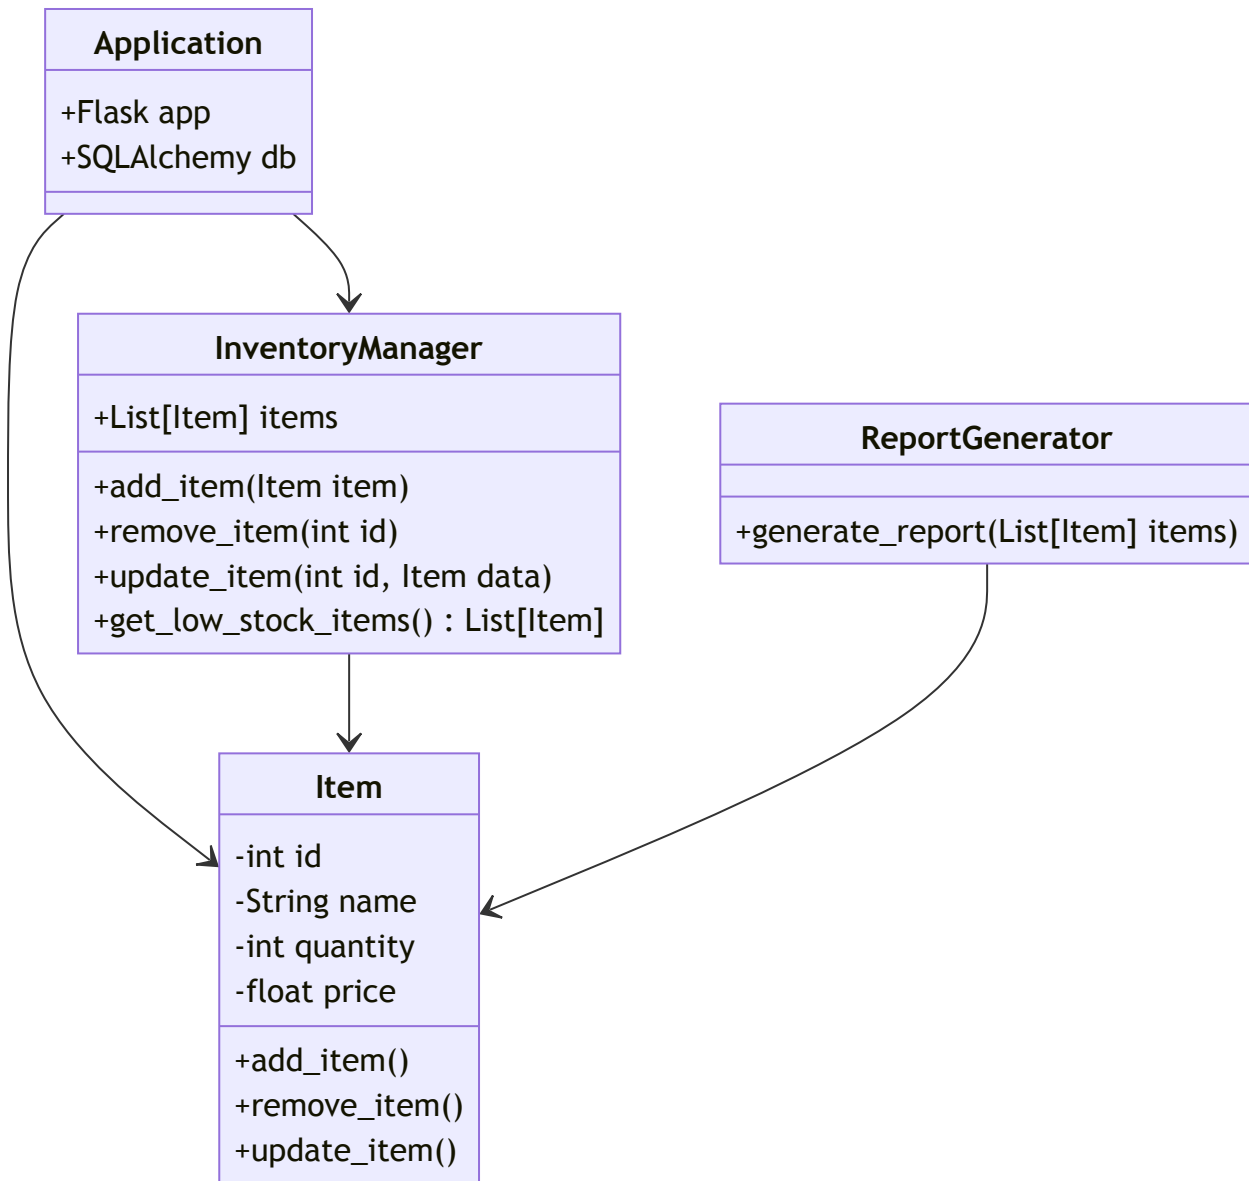 Application
+Flask app
+SQLAlchemy db
InventoryManager
+List[Item] items
+add_item(Item item)
+remove_item(int id)
+update_item(int id, Item data)
+get_low_stock_items() : List[Item]
ReportGenerator
+generate_report(List[Item] items)
Item
-int id
-String name
-int quantity
-float price
+add_item()
+remove_item()
+update_item()